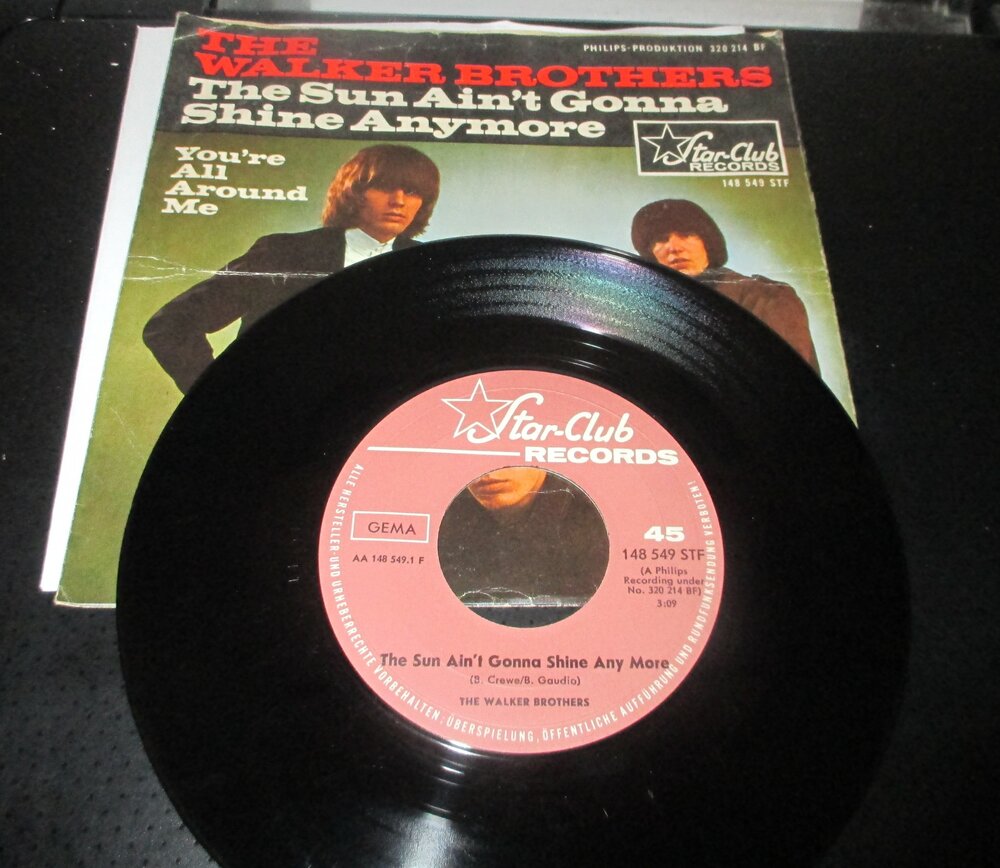 THE
PHILIPS-PRODUKTION 320 214 BF
WALKER BROTHERS
The Sun Ain't Gonna
Shine Anymore
Star-Club
RECORDS
148 549 STF
You're
All
Around
Me
Star-Club
RECORDS
GEMA
AA 148 549.1 F
45
148 549 STF
(A Philips
Recording under
No. 320 214 BF)
3:09
The Sun Ain't Gonna Shine Any More
(B. Crewe/B. Gaudio)
THE WALKER BROTHERS
ALLE HERSTELLER- UND URHEBERRECHTE VORBEHALTEN, ÜBERSPIELUNG, ÖFFENTLICHE AUFFÜHRUNG UND RUNDFUNKSENDUNG VERBOTEN!